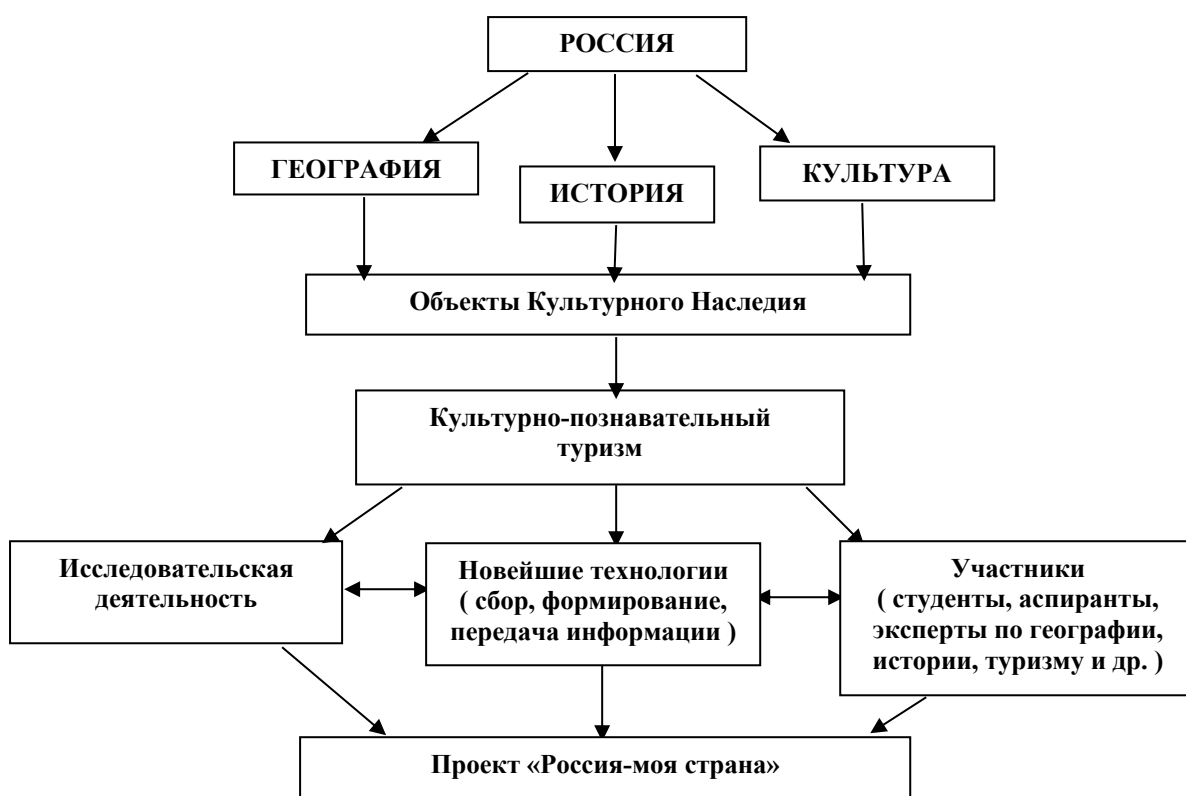 РОССИЯ
ГЕОГРАФИЯ
ИСТОРИЯ
КУЛЬТУРА
Объекты Культурного Наследия
Культурно-познавательный
туризм
Исследовательская
деятельность
Новейшие технологии
( сбор, формирование,
передача информации )
Участники
( студенты, аспиранты,
эксперты по географии,
истории, туризму и др. )
Проект «Россия-моя страна»